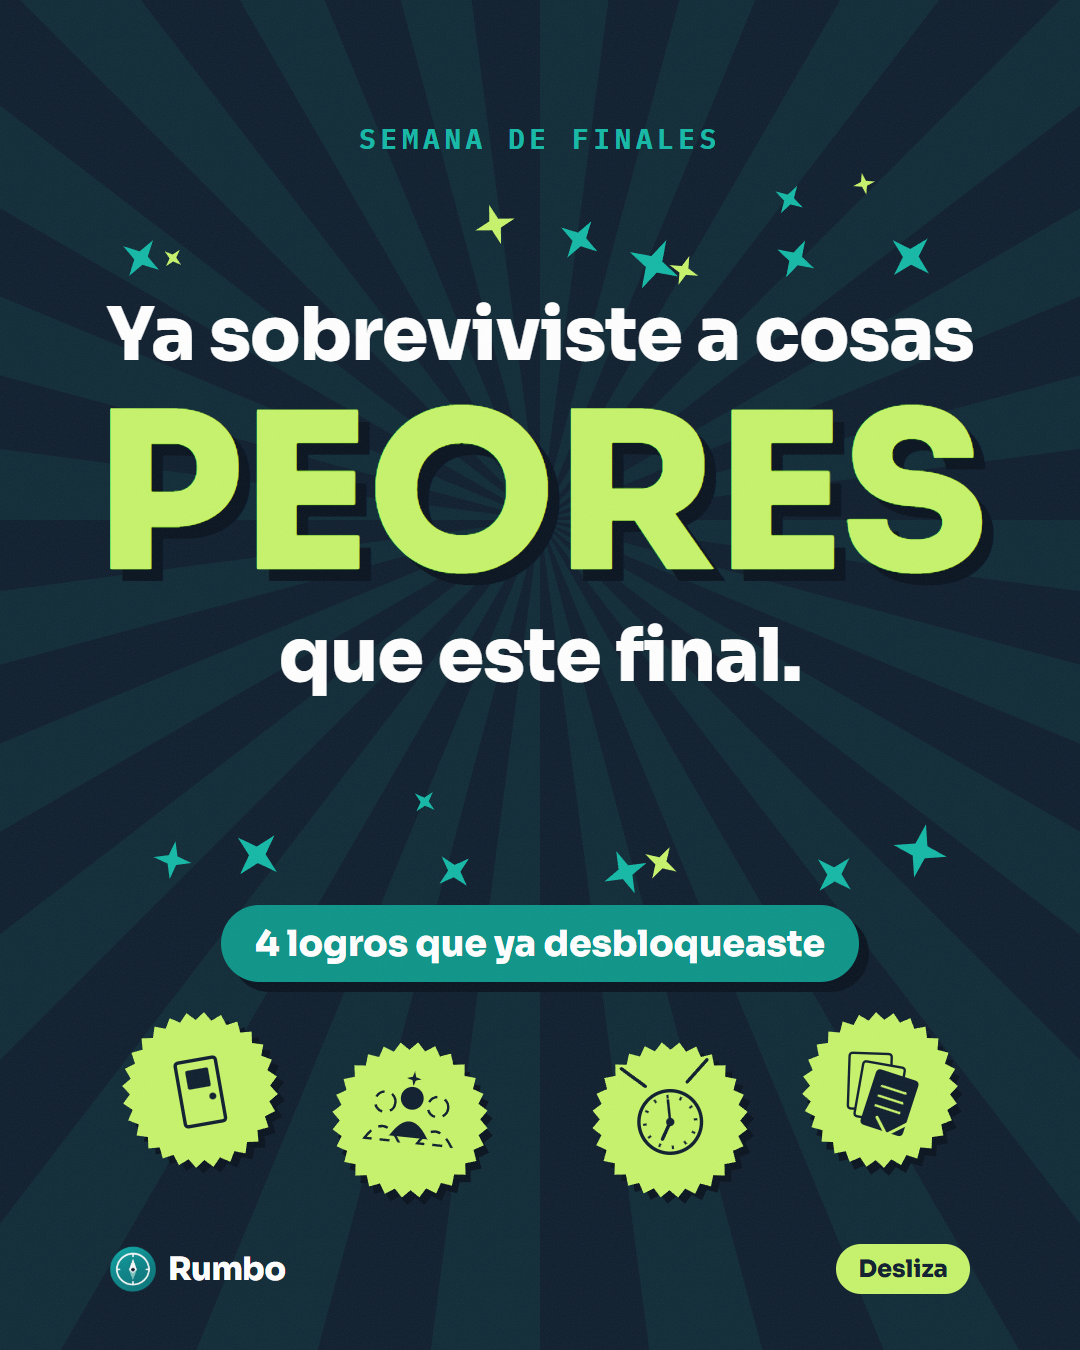 SEMANA DE FINALES
Ya sobreviviste a cosas
PEORES
que este final.
4 logros que ya desbloqueaste
Rumbo
Desliza